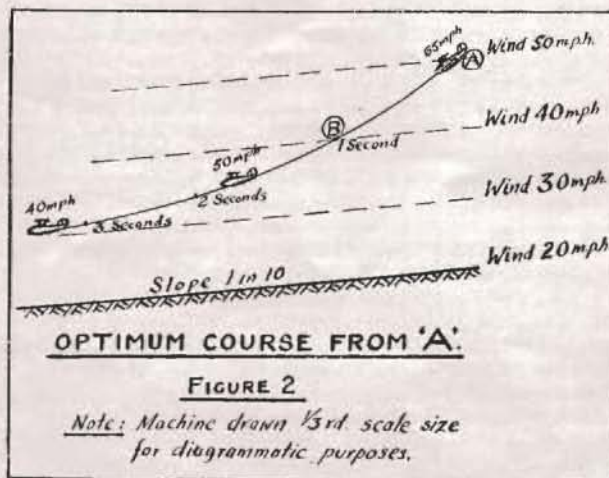 65mph
Wind 50mph.
A
B
Wind 40mph
1 Second
50mph
2 Seconds
40mph
3 Seconds
Wind 30mph
Wind 20mph.
Slope 1 in 10
OPTIMUM COURSE FROM 'A'.
FIGURE 2
Note: Machine drawn 1/3rd. scale size
for diagrammatic purposes.